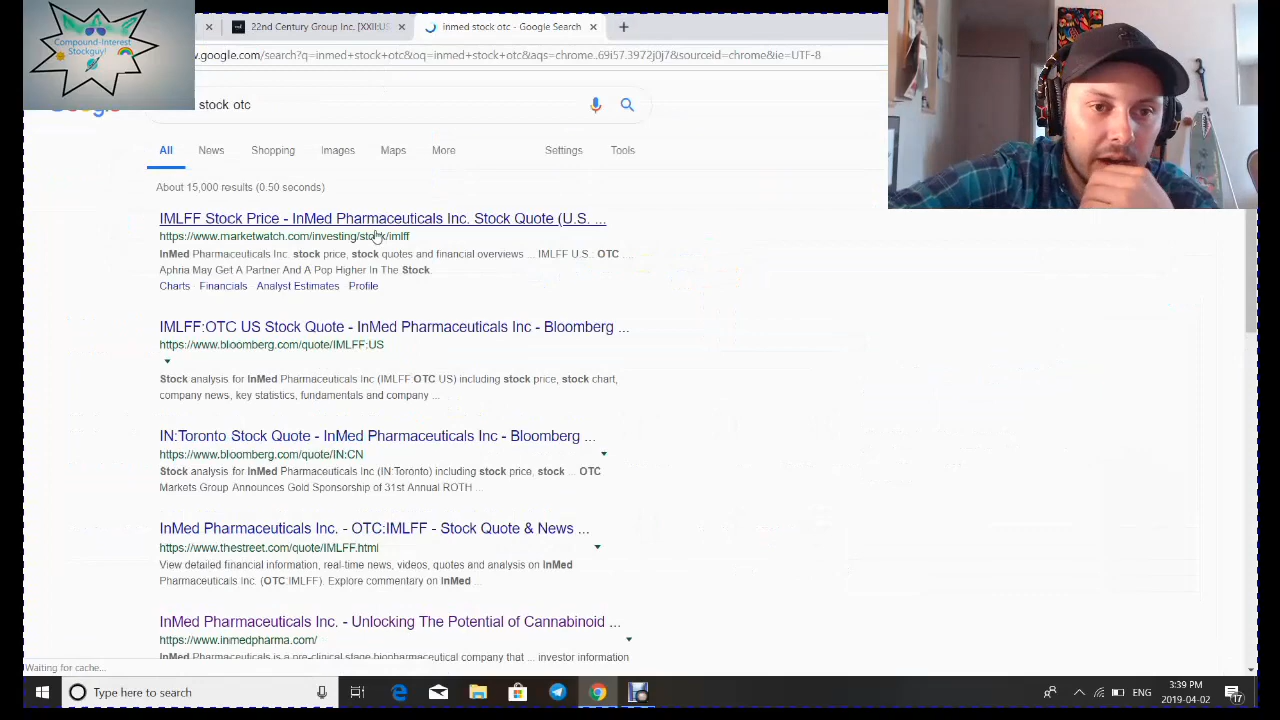 Compound-Interest
Stockguy!
22nd Century Group Inc. [XXII:US
inmed stock otc - Google Search
.google.com/search?q=inmed+stock+otc&oq=inmed+stock+otc&aqs=chrome..69i57.3972j0j7&sourceid=chrome&ie=UTF-8
stock otc
All News Shopping Images Maps More Settings Tools
About 15,000 results (0.50 seconds)
IMLFF Stock Price - InMed Pharmaceuticals Inc. Stock Quote (U.S. ...
https://www.marketwatch.com/investing/stock/imlff
InMed Pharmaceuticals Inc. stock price, stock quotes and financial overviews ... IMLFF U.S.: OTC ...
Aphria May Get A Partner And A Pop Higher In The Stock.
Charts · Financials · Analyst Estimates · Profile
IMLFF:OTC US Stock Quote - InMed Pharmaceuticals Inc - Bloomberg ...
https://www.bloomberg.com/quote/IMLFF:US
Stock analysis for InMed Pharmaceuticals Inc (IMLFF:OTC US) including stock price, stock chart,
company news, key statistics, fundamentals and company ...
IN:Toronto Stock Quote - InMed Pharmaceuticals Inc - Bloomberg ...
https://www.bloomberg.com/quote/IN:CN
Stock analysis for InMed Pharmaceuticals Inc (IN:Toronto) including stock price, stock ... OTC
Markets Group Announces Gold Sponsorship of 31st Annual ROTH ...
InMed Pharmaceuticals Inc. - OTC:IMLFF - Stock Quote & News ...
https://www.thestreet.com/quote/IMLFF.html
View detailed financial information, real-time news, videos, quotes and analysis on InMed
Pharmaceuticals Inc. (OTC:IMLFF). Explore commentary on InMed ...
InMed Pharmaceuticals Inc. - Unlocking The Potential of Cannabinoid ...
https://www.inmedpharma.com/
InMed Pharmaceuticals is a pre-clinical stage biopharmaceutical company that ... investor information
Waiting for cache...
Type here to search
ENG
3:39 PM
2019-04-02
17